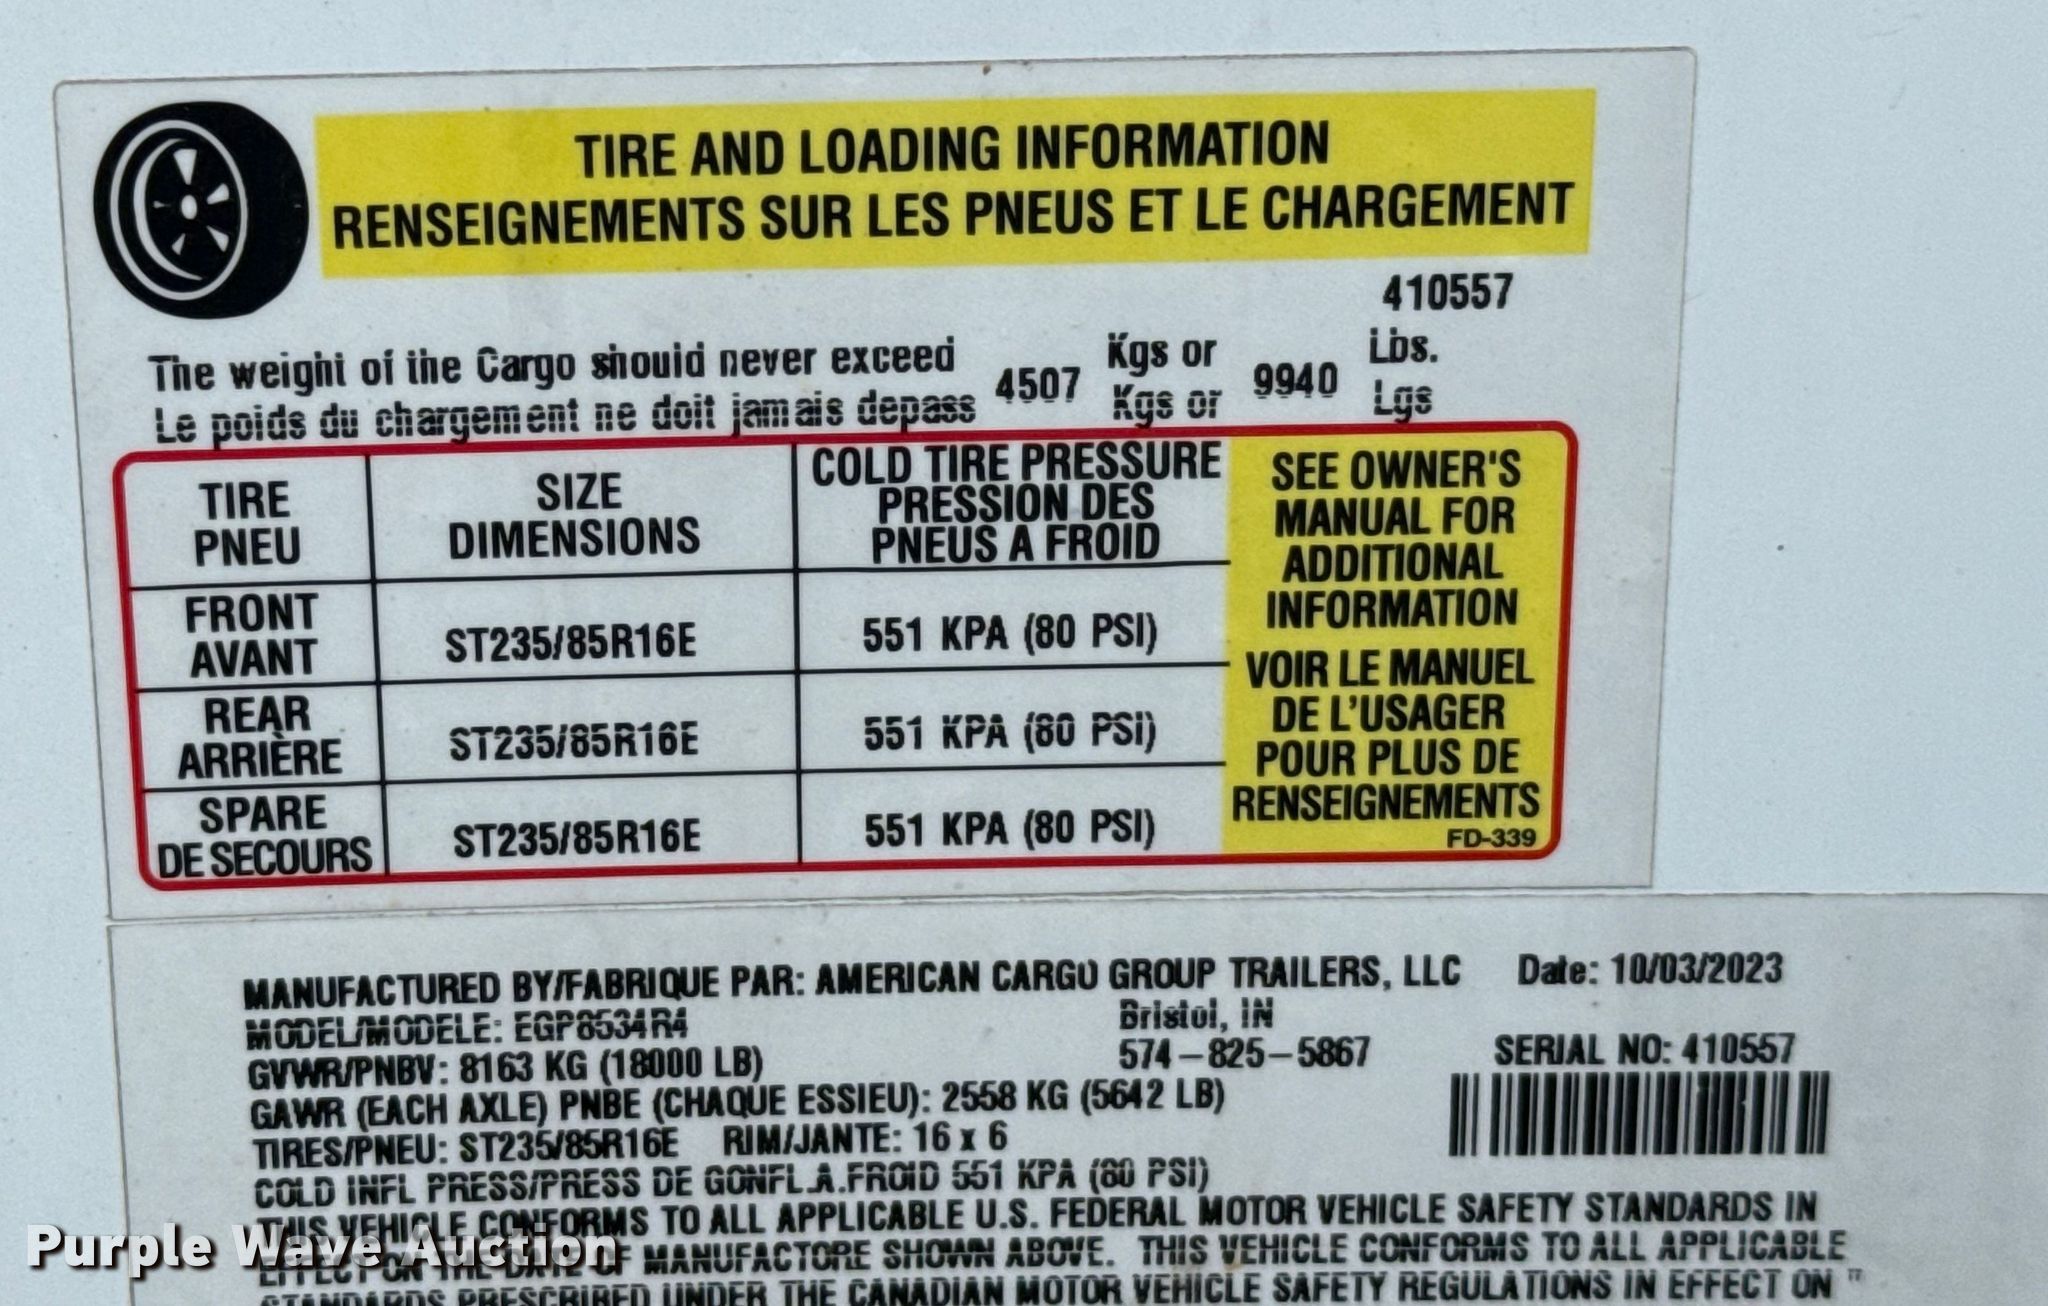 TIRE AND LOADING INFORMATION
RENSEIGNEMENTS SUR LES PNEUS ET LE CHARGEMENT
410557
The weight of the Cargo should never exceed 4507 Kgs or 9940 Lbs.
Le poids du chargement ne doit jamais depass Kgs or Lgs
TIRE
PNEU
SIZE
DIMENSIONS
COLD TIRE PRESSURE
PRESSION DES
PNEUS A FROID
FRONT
AVANT
ST235/85R16E
551 KPA (80 PSI)
REAR
ARRIÈRE
ST235/85R16E
551 KPA (80 PSI)
SPARE
DE SECOURS
ST235/85R16E
551 KPA (80 PSI)
SEE OWNER'S
MANUAL FOR
ADDITIONAL
INFORMATION
VOIR LE MANUEL
DE L'USAGER
POUR PLUS DE
RENSEIGNEMENTS
FD-339
MANUFACTURED BY/FABRIQUE PAR: AMERICAN CARGO GROUP TRAILERS, LLC Date: 10/03/2023
MODEL/MODELE: EGP8534R4 Bristol, IN
GVWR/PNBV: 8163 KG (18000 LB) 574-825-5867 SERIAL NO: 410557
GAWR (EACH AXLE) PNBE (CHAQUE ESSIEU): 2558 KG (5642 LB)
TIRES/PNEU: ST235/85R16E RIM/JANTE: 16 x 6
COLD INFL PRESS/PRESS DE GONFL.A.FROID 551 KPA (80 PSI)
THIS VEHICLE CONFORMS TO ALL APPLICABLE U.S. FEDERAL MOTOR VEHICLE SAFETY STANDARDS IN
EFFECT ON THE DATE OF MANUFACTORE SHOWN ABOVE. THIS VEHICLE CONFORMS TO ALL APPLICABLE
STANDARDS PRESCRIBED UNDER THE CANADIAN MOTOR VEHICLE SAFETY REGULATIONS IN EFFECT ON
Purple Wave Auction